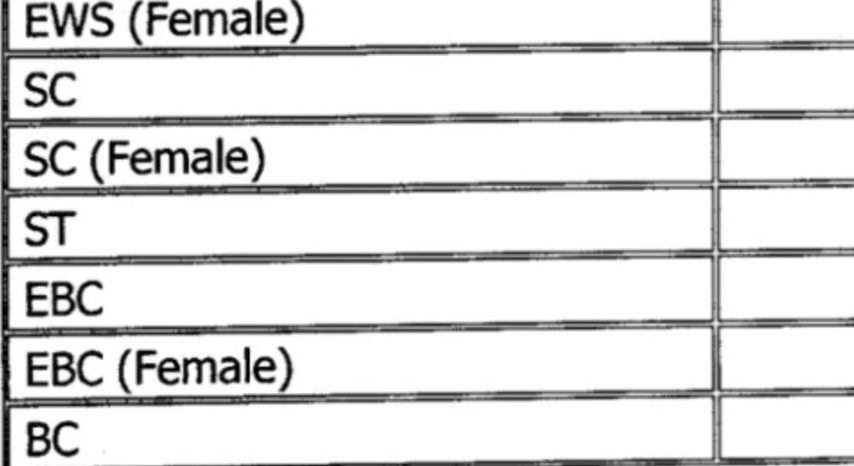 EWS (Female)
SC
SC (Female)
ST
EBC
EBC (Female)
BC